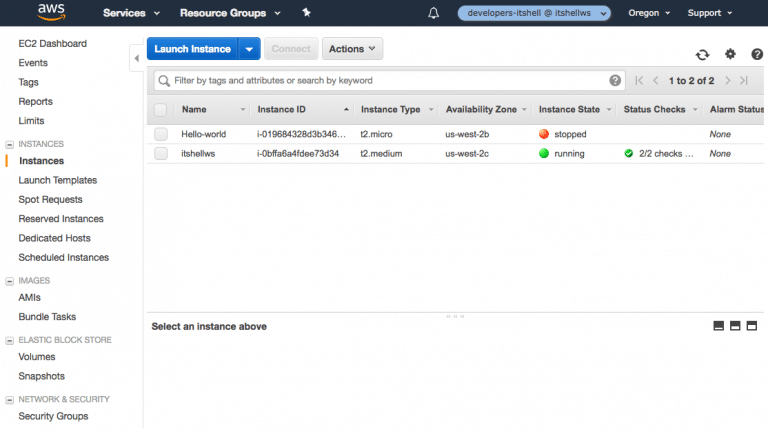 aws Services Resource Groups developers-itshell @ itshellws Oregon Support
EC2 Dashboard
Events
Tags
Reports
Limits
INSTANCES
Instances
Launch Templates
Spot Requests
Reserved Instances
Dedicated Hosts
Scheduled Instances
IMAGES
AMIs
Bundle Tasks
ELASTIC BLOCK STORE
Volumes
Snapshots
NETWORK & SECURITY
Security Groups
Launch Instance Connect Actions
Filter by tags and attributes or search by keyword 1 to 2 of 2
Name Instance ID Instance Type Availability Zone Instance State Status Checks Alarm Status
Hello-world i-019684328d3b346... t2.micro us-west-2b stopped None
itshellws i-0bffa6a4fdee73d34 t2.medium us-west-2c running 2/2 checks ... None
Select an instance above